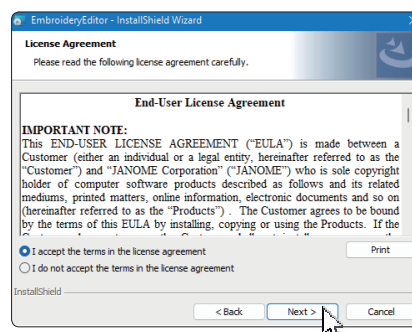 EmbroideryEditor - InstallShield Wizard
License Agreement
Please read the following license agreement carefully.
End-User License Agreement
IMPORTANT NOTE:
This END-USER LICENSE AGREEMENT (“EULA”) is made between a
Customer (either an individual or a legal entity, hereinafter referred to as the
“Customer”) and “JANOME Corporation” (“JANOME”) who is sole copyright
holder of computer software products described as follows and its related
mediums, printed matters, online information, electronic documents and so on
(hereinafter referred to as the “Products”) . The Customer agrees to be bound
by the terms of this EULA by installing, copying or using the Products. If the
I accept the terms in the license agreement
Print
I do not accept the terms in the license agreement
InstallShield
< Back
Next >
Cancel